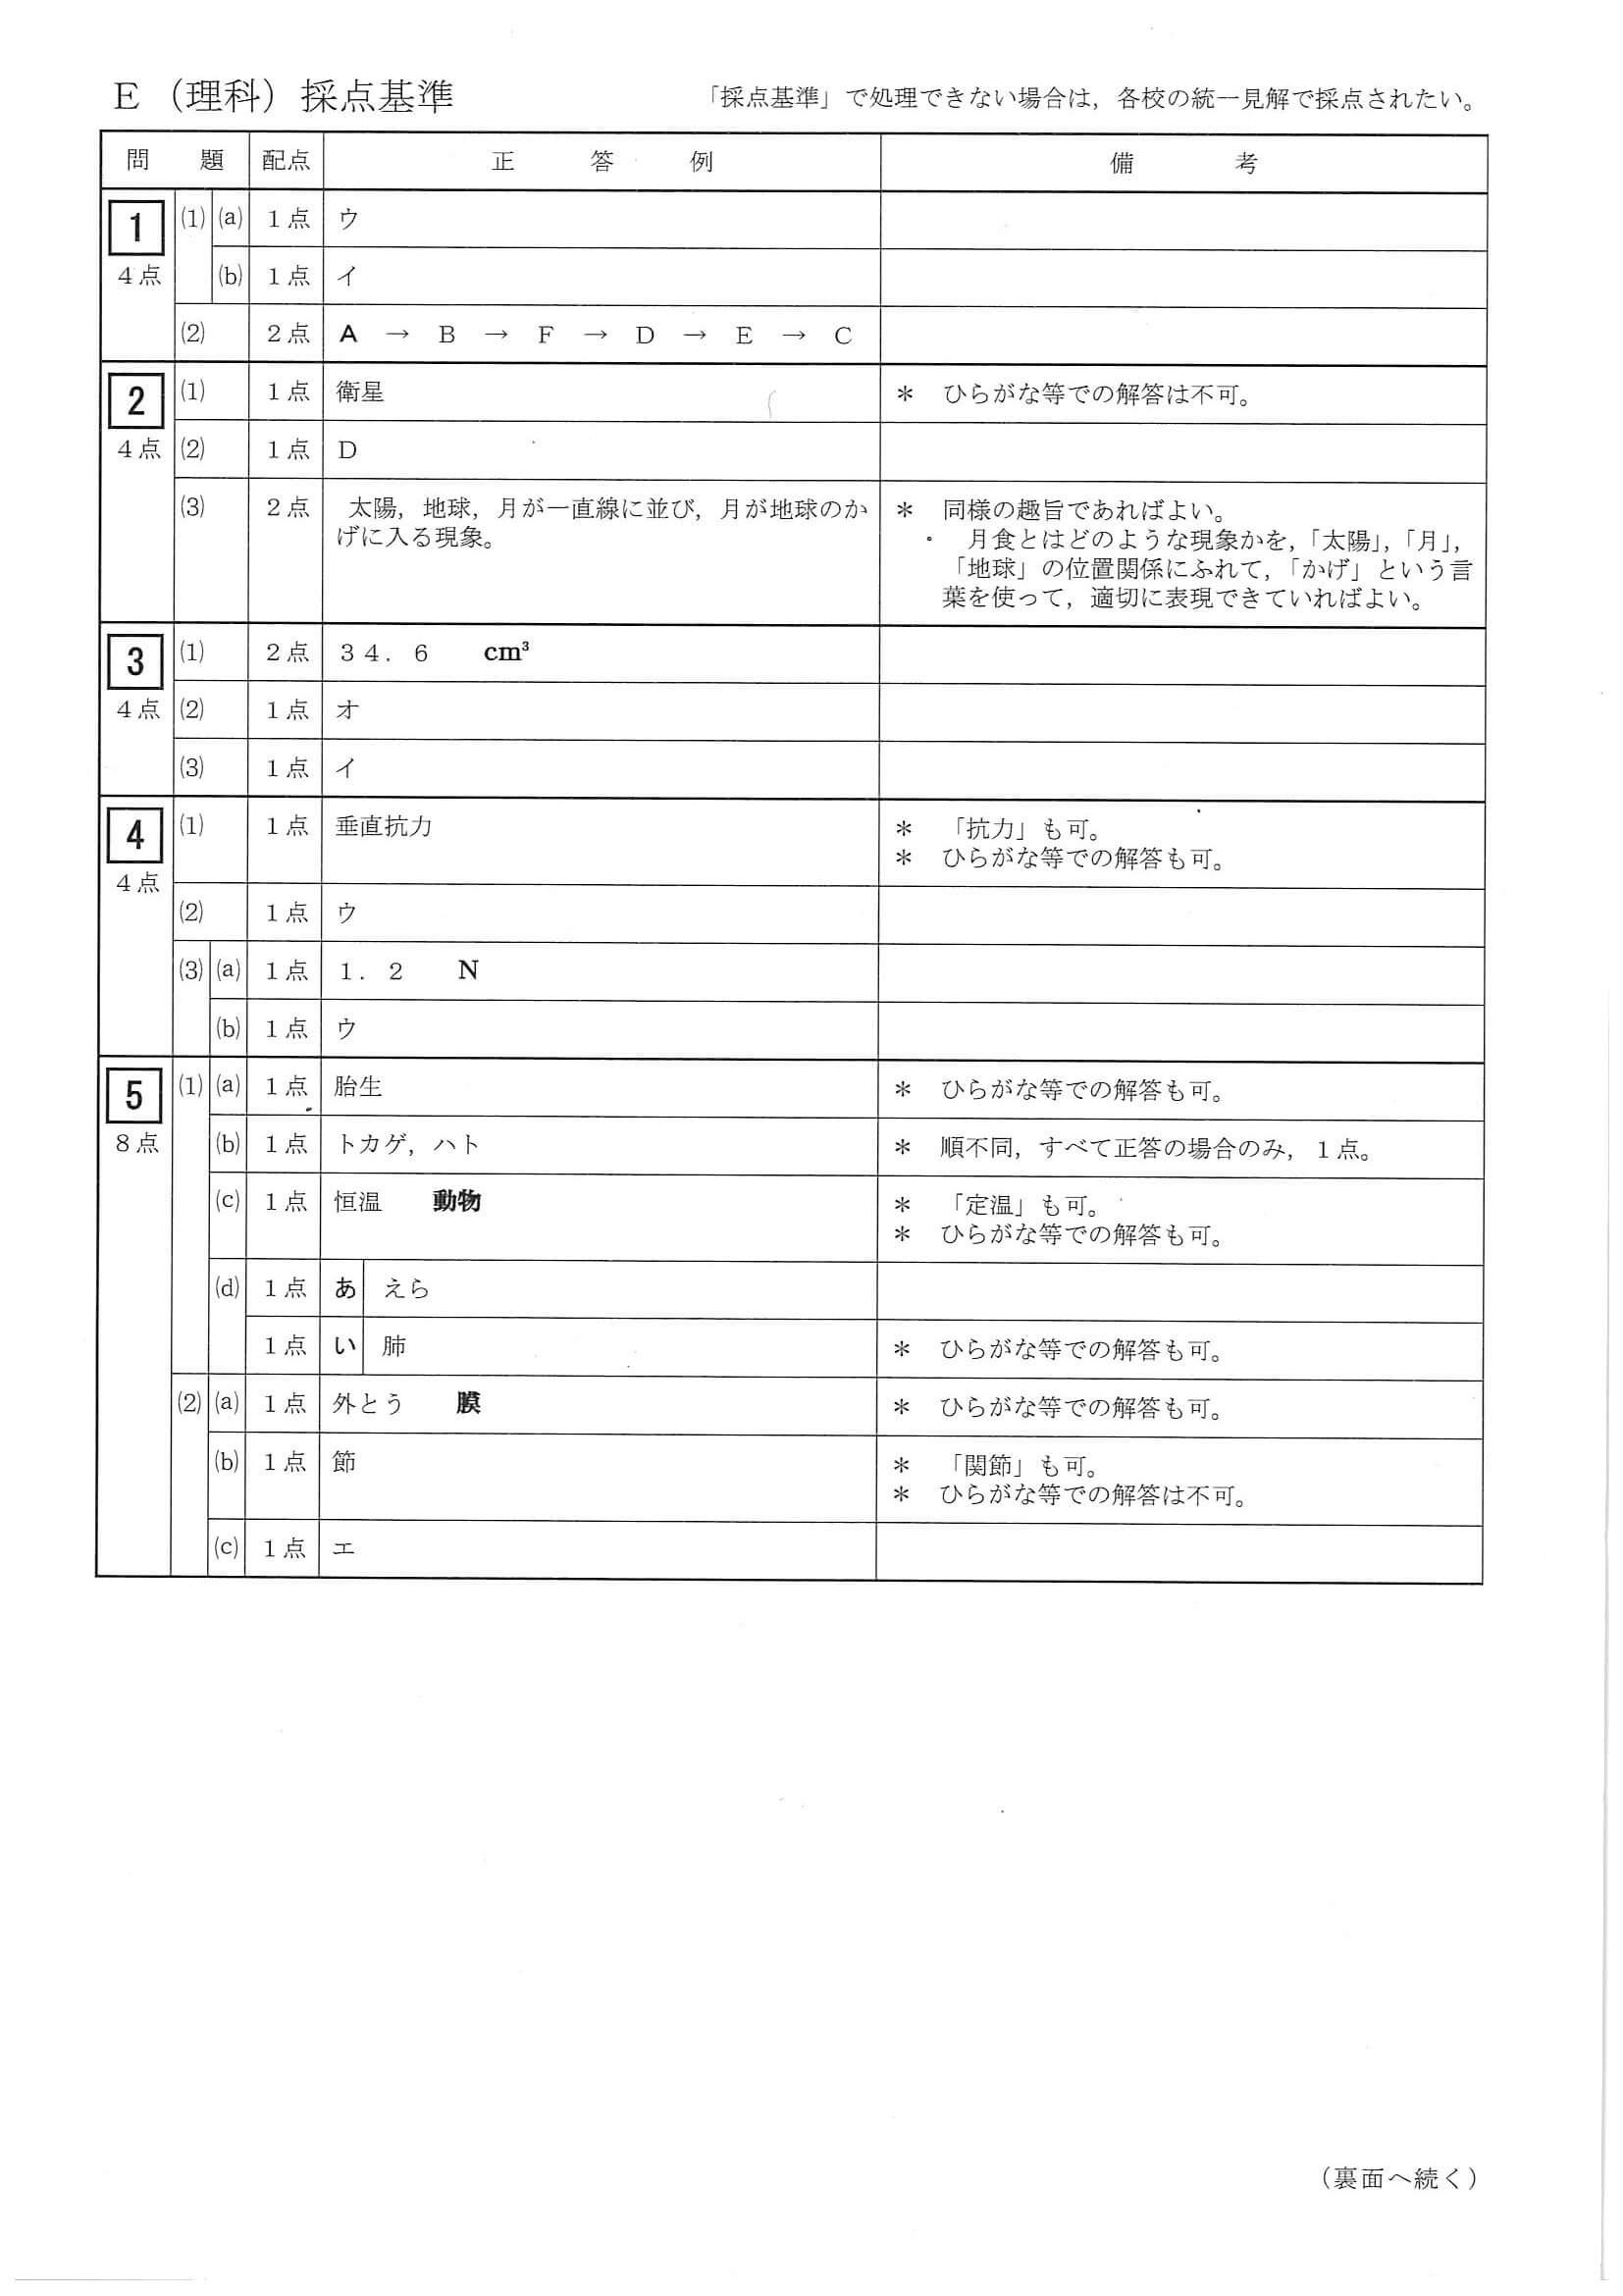 E（理科）採点基準　「採点基準」で処理できない場合は，各校の統一見解で採点されたい。
問　題　配点　正　答　例　備　考
1　(1)　(a)　１点　ウ
4点　(b)　１点　イ
(2)　２点　A　→　B　→　F　→　D　→　E　→　C
2　(1)　１点　衛星　＊　ひらがな等での解答は不可。
4点　(2)　１点　D
(3)　２点　太陽，地球，月が一直線に並び，月が地球のか　＊　同様の趣旨であればよい。
げに入る現象。　・　月食とはどのような現象かを，「太陽」，「月」，
「地球」の位置関係にふれて，「かげ」という言
葉を使って，適切に表現できていればよい。
3　(1)　２点　３４．６　cm³
4点　(2)　１点　オ
(3)　１点　イ
4　(1)　１点　垂直抗力　＊　「抗力」も可。
＊　ひらがな等での解答も可。
4点　(2)　１点　ウ
(3)　(a)　１点　１．２　N
(b)　１点　ウ
5　(1)　(a)　１点　胎生　＊　ひらがな等での解答も可。
8点　(b)　１点　トカゲ，ハト　＊　順不同，すべて正答の場合のみ，１点。
(c)　１点　恒温　動物　＊　「定温」も可。
＊　ひらがな等での解答も可。
(d)　１点　あ　えら
１点　い　肺　＊　ひらがな等での解答も可。
(2)　(a)　１点　外とう　膜　＊　ひらがな等での解答も可。
(b)　１点　節　＊　「関節」も可。
＊　ひらがな等での解答は不可。
(c)　１点　エ
（裏面へ続く）